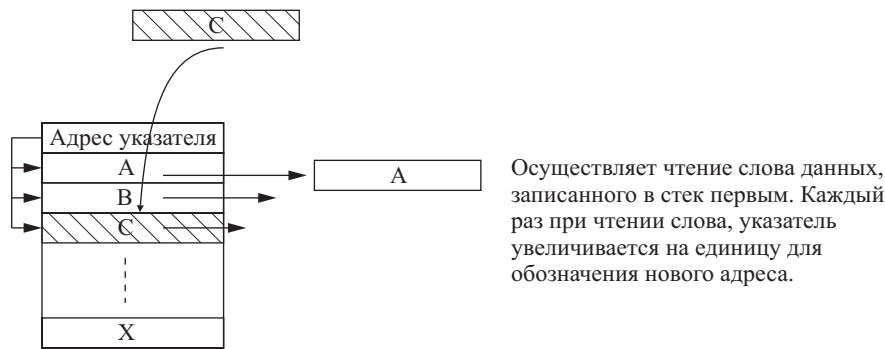 C
Адрес указателя
A
A
B
C
X
Осуществляет чтение слова данных,
записанного в стек первым. Каждый
раз при чтении слова, указатель
увеличивается на единицу для
обозначения нового адреса.